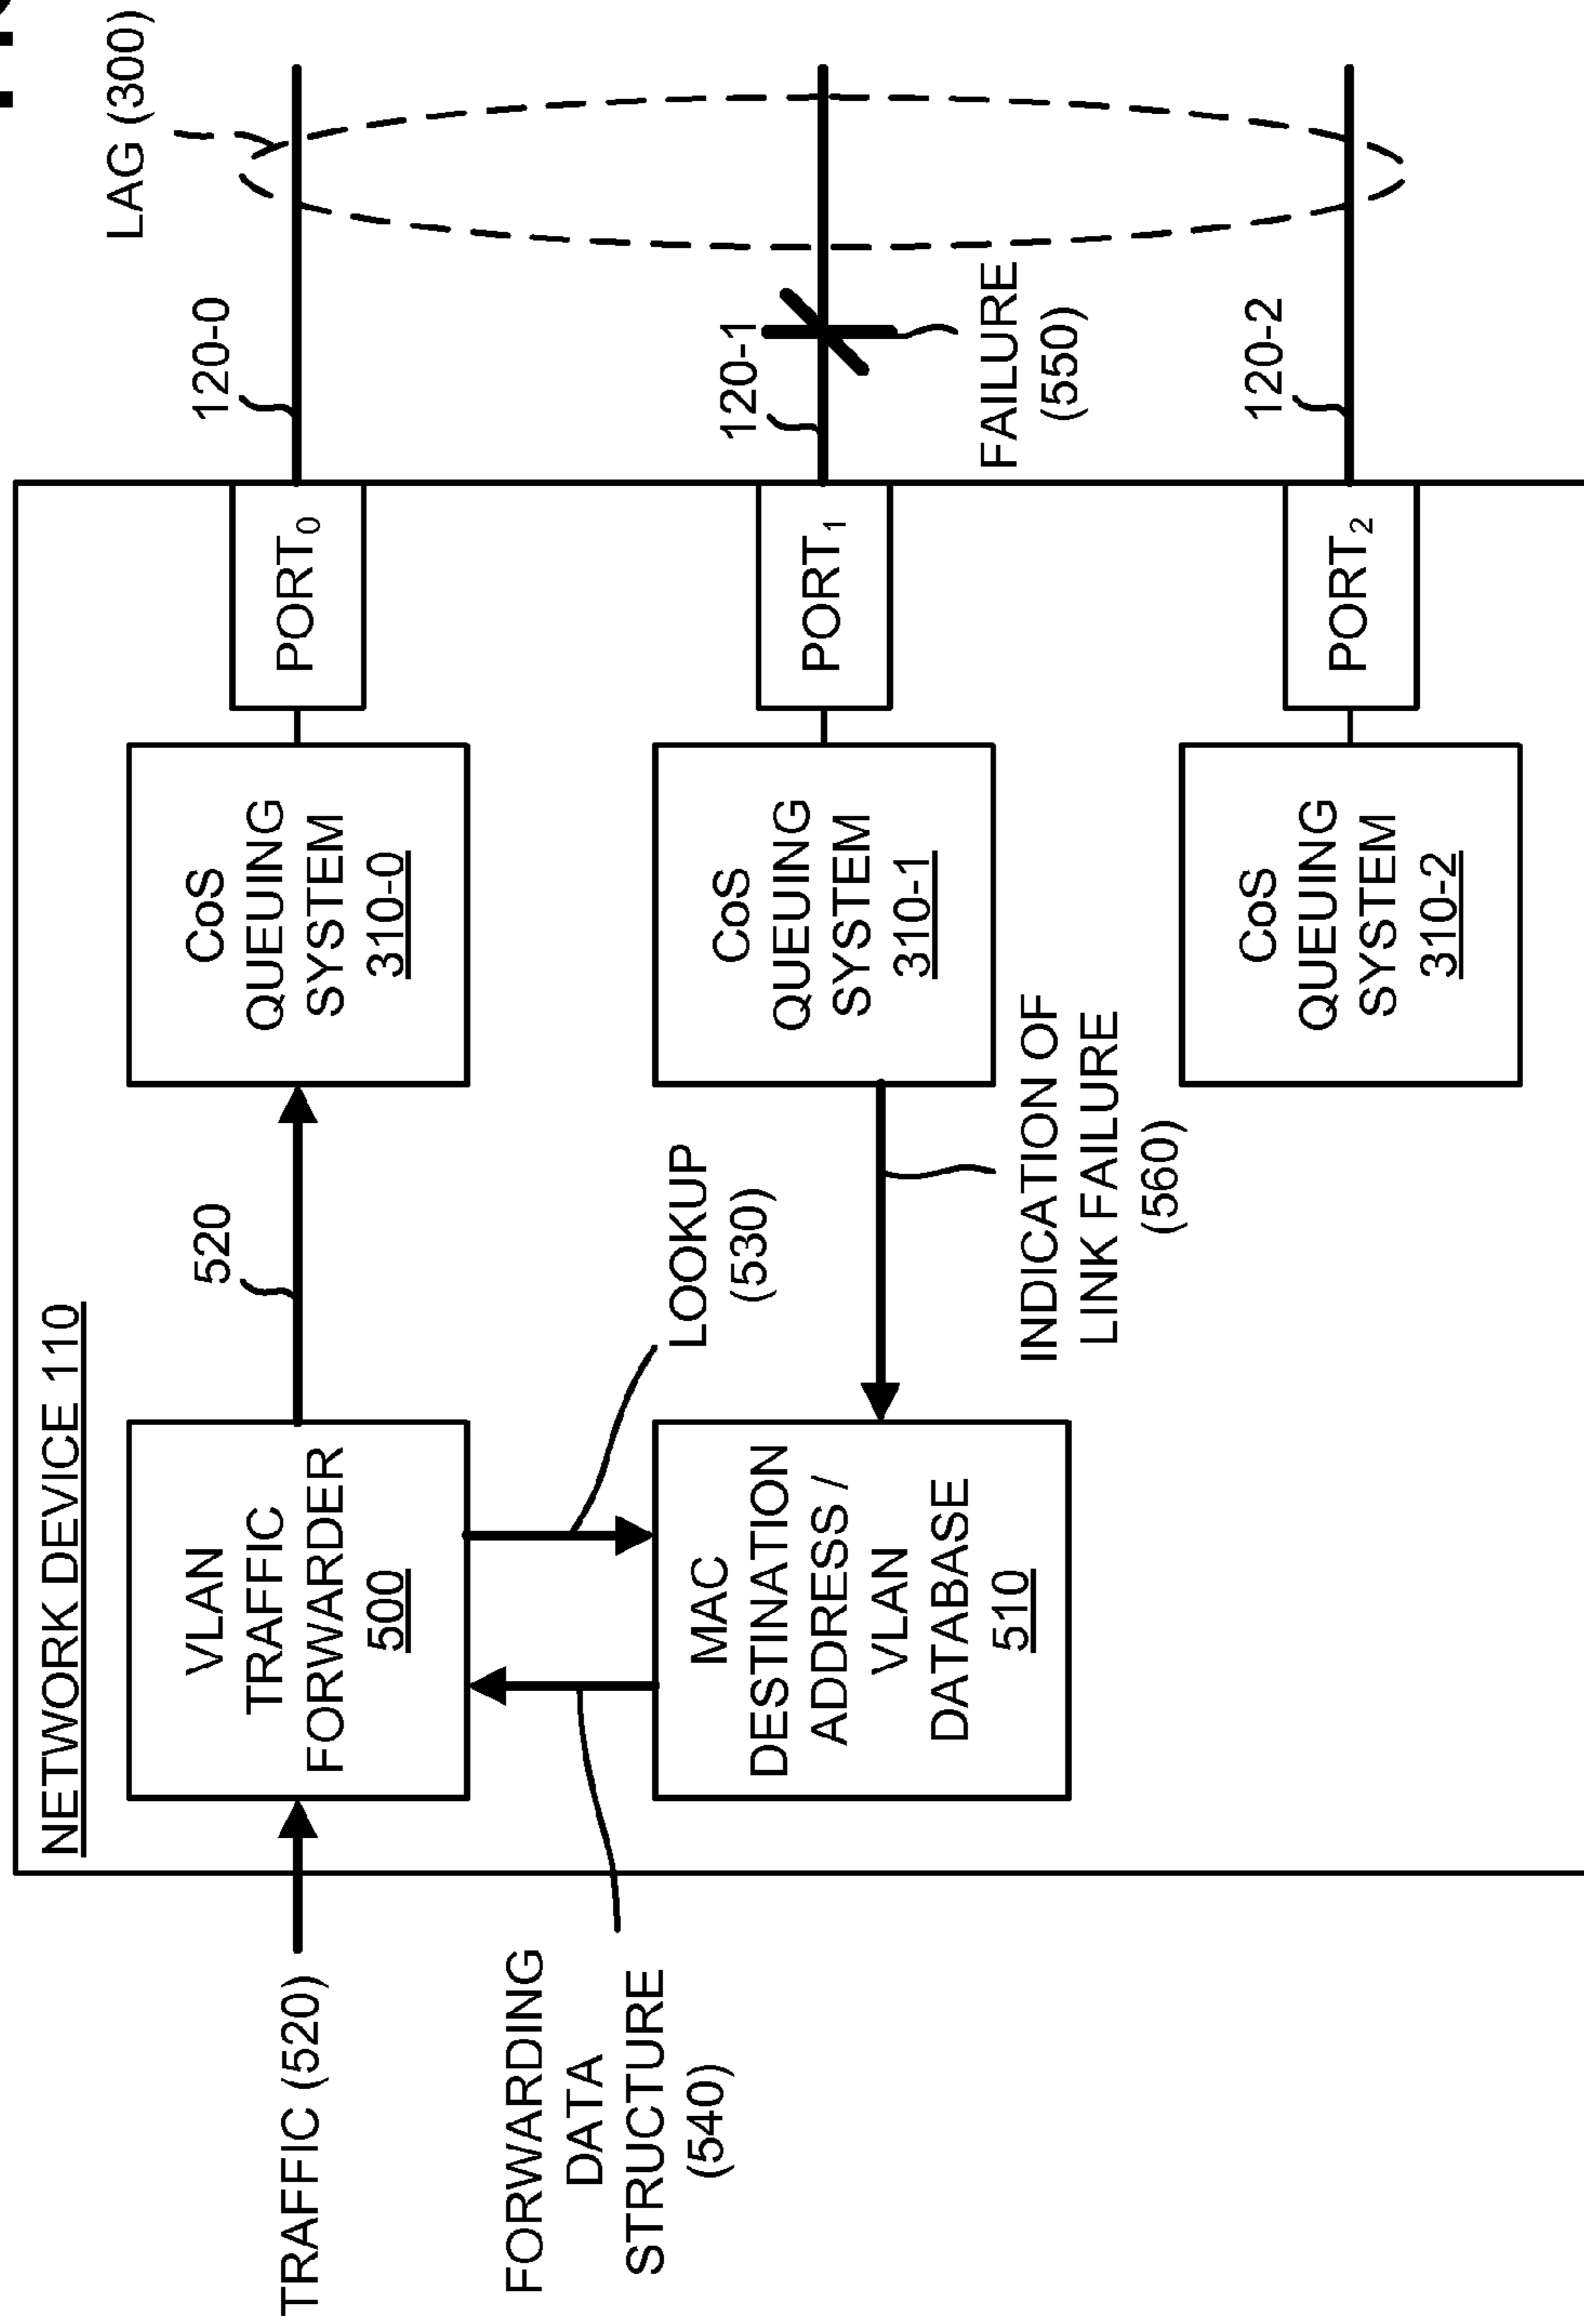 LAG (300)
120-0
120-1
FAILURE
(550)
120-2
NETWORK DEVICE 110
TRAFFIC (520)
VLAN
TRAFFIC
FORWARDER
500
520
CoS
QUEUING
SYSTEM
310-0
PORT0
FORWARDING
DATA
STRUCTURE
(540)
LOOKUP
(530)
MAC
DESTINATION
ADDRESS /
VLAN
DATABASE
510
INDICATION OF
LINK FAILURE
(560)
CoS
QUEUING
SYSTEM
310-1
PORT1
CoS
QUEUING
SYSTEM
310-2
PORT2